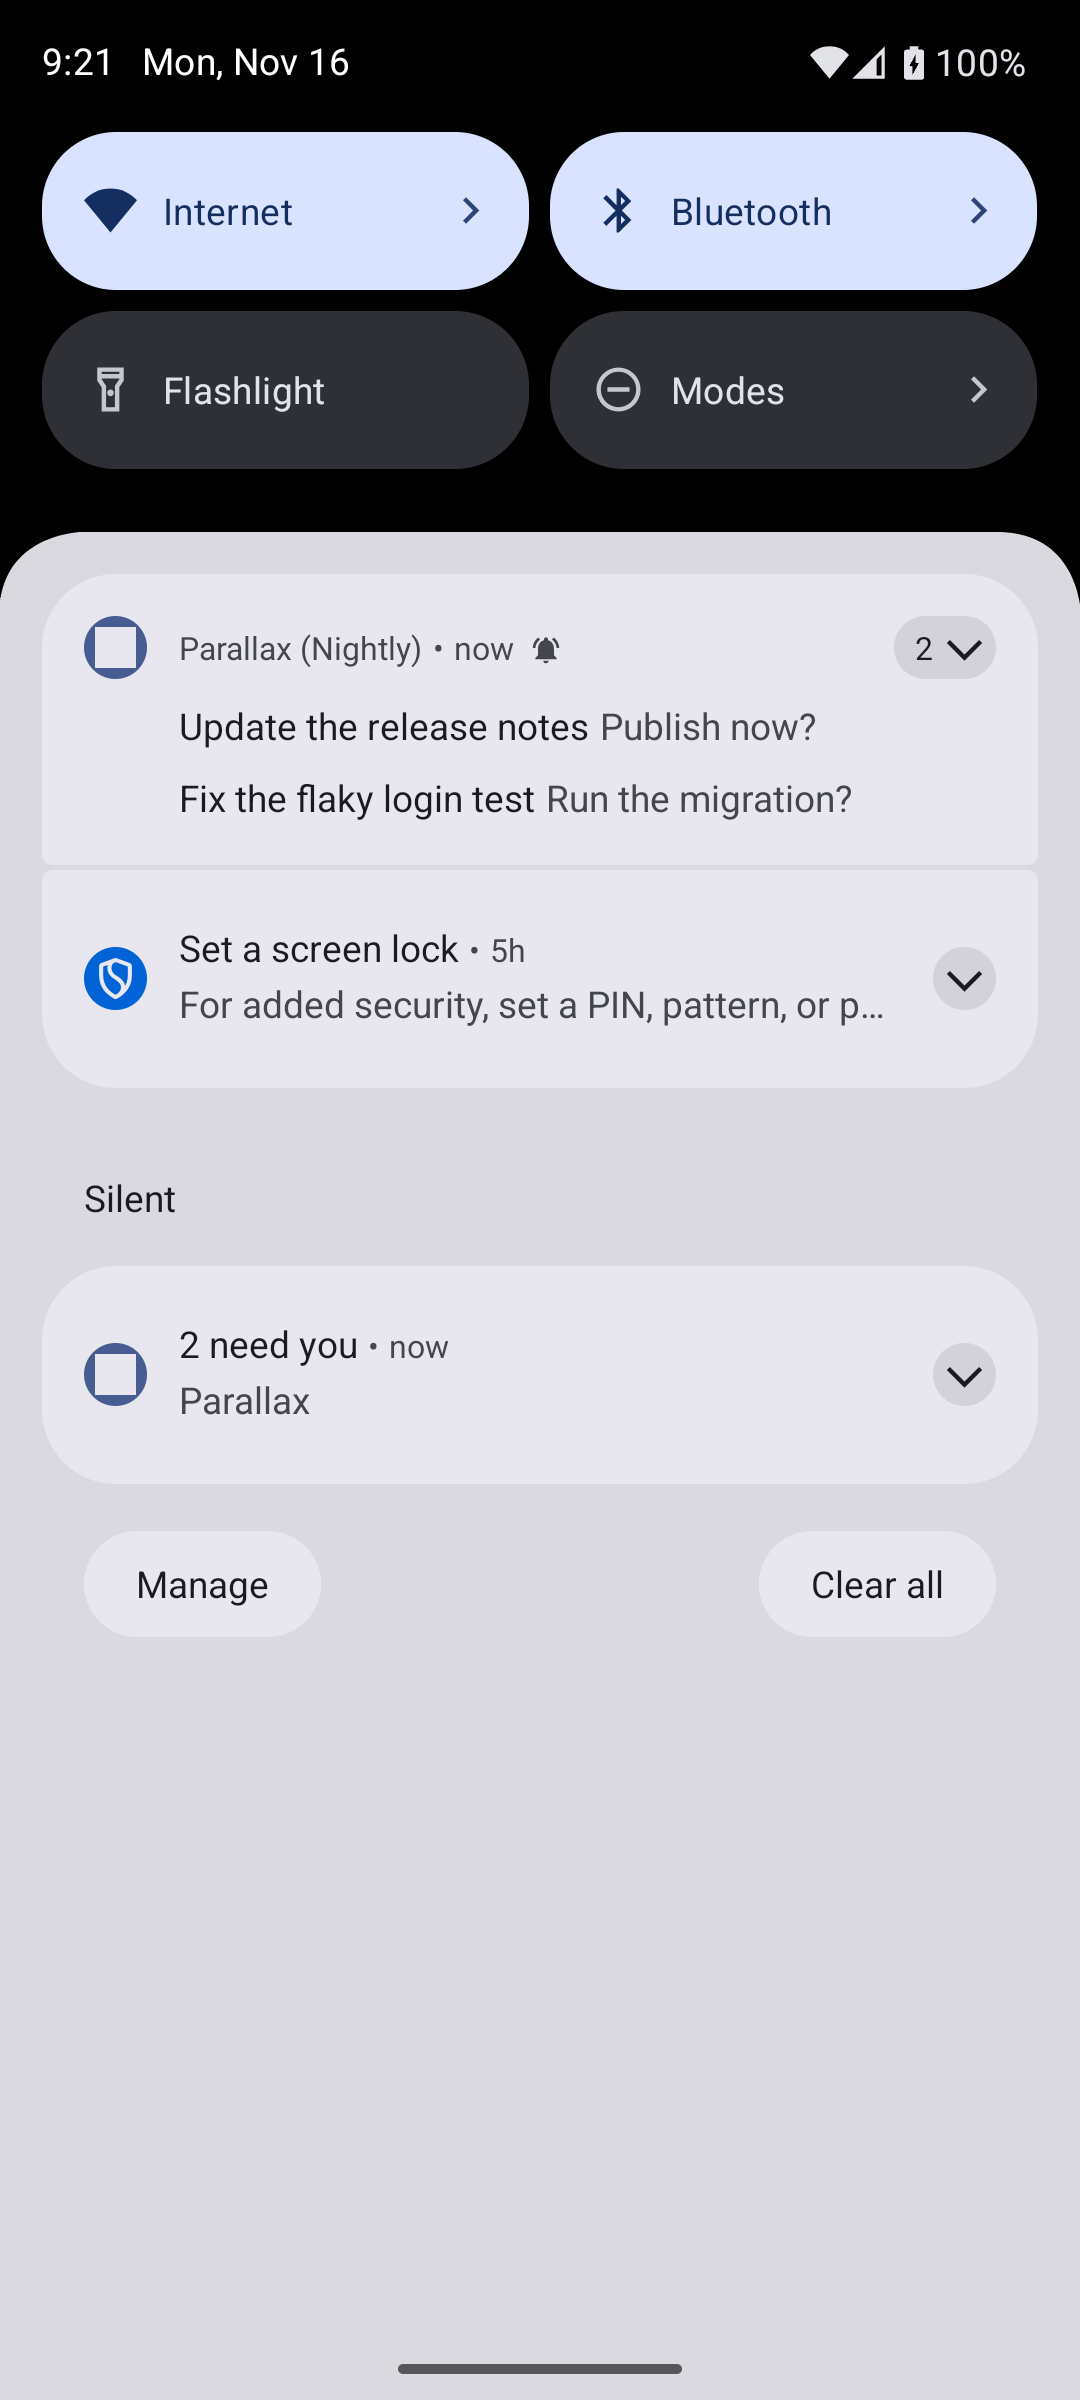 9:21 Mon, Nov 16 100%
Internet Bluetooth
Flashlight Modes
Parallax (Nightly) • now 2
Update the release notes Publish now?
Fix the flaky login test Run the migration?
Set a screen lock • 5h
For added security, set a PIN, pattern, or p…
Silent
2 need you • now
Parallax
Manage Clear all